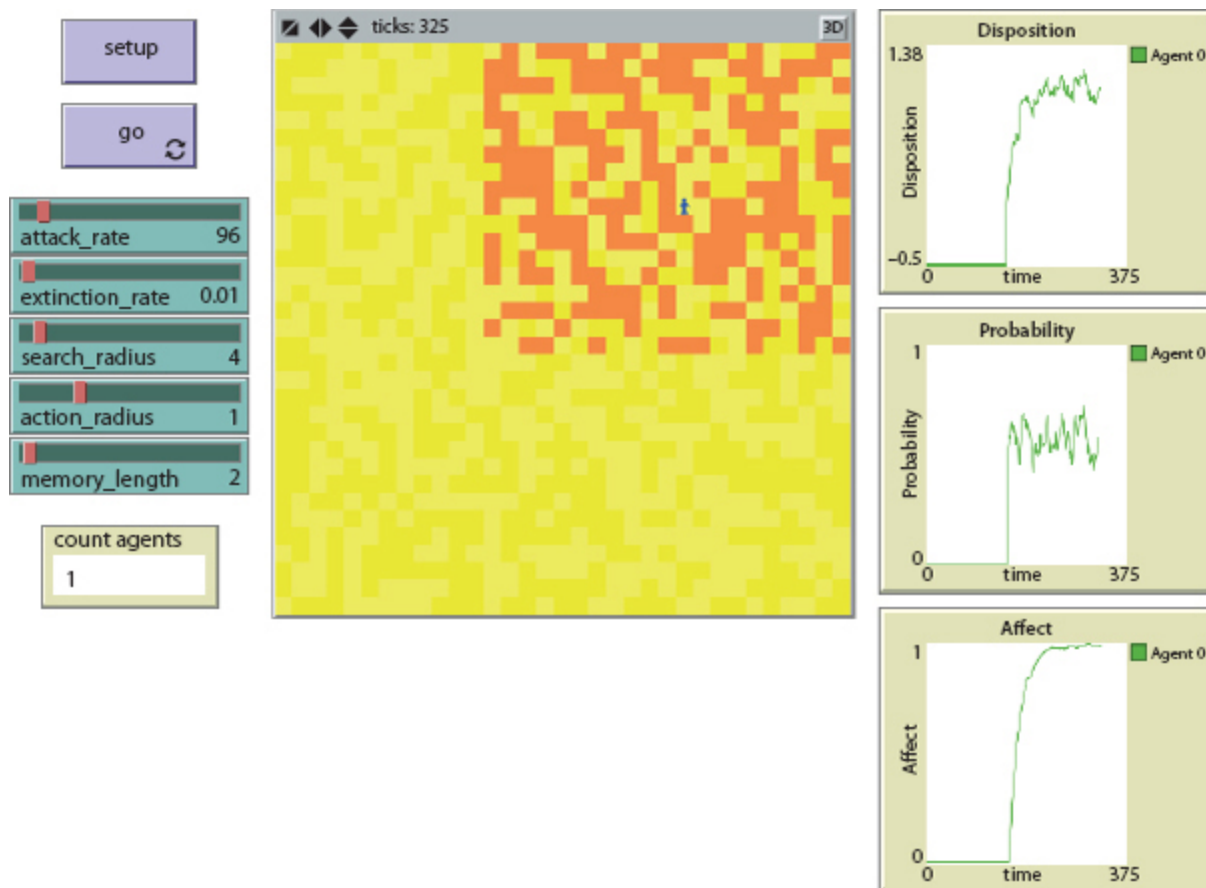 setup
go
attack_rate 96
extinction_rate 0.01
search_radius 4
action_radius 1
memory_length 2
count agents
1
ticks: 325 3D
Disposition
1.38
Agent 0
Disposition
−0.5
0 time 375
Probability
1
Agent 0
Probability
0
0 time 375
Affect
1
Agent 0
Affect
0
0 time 375